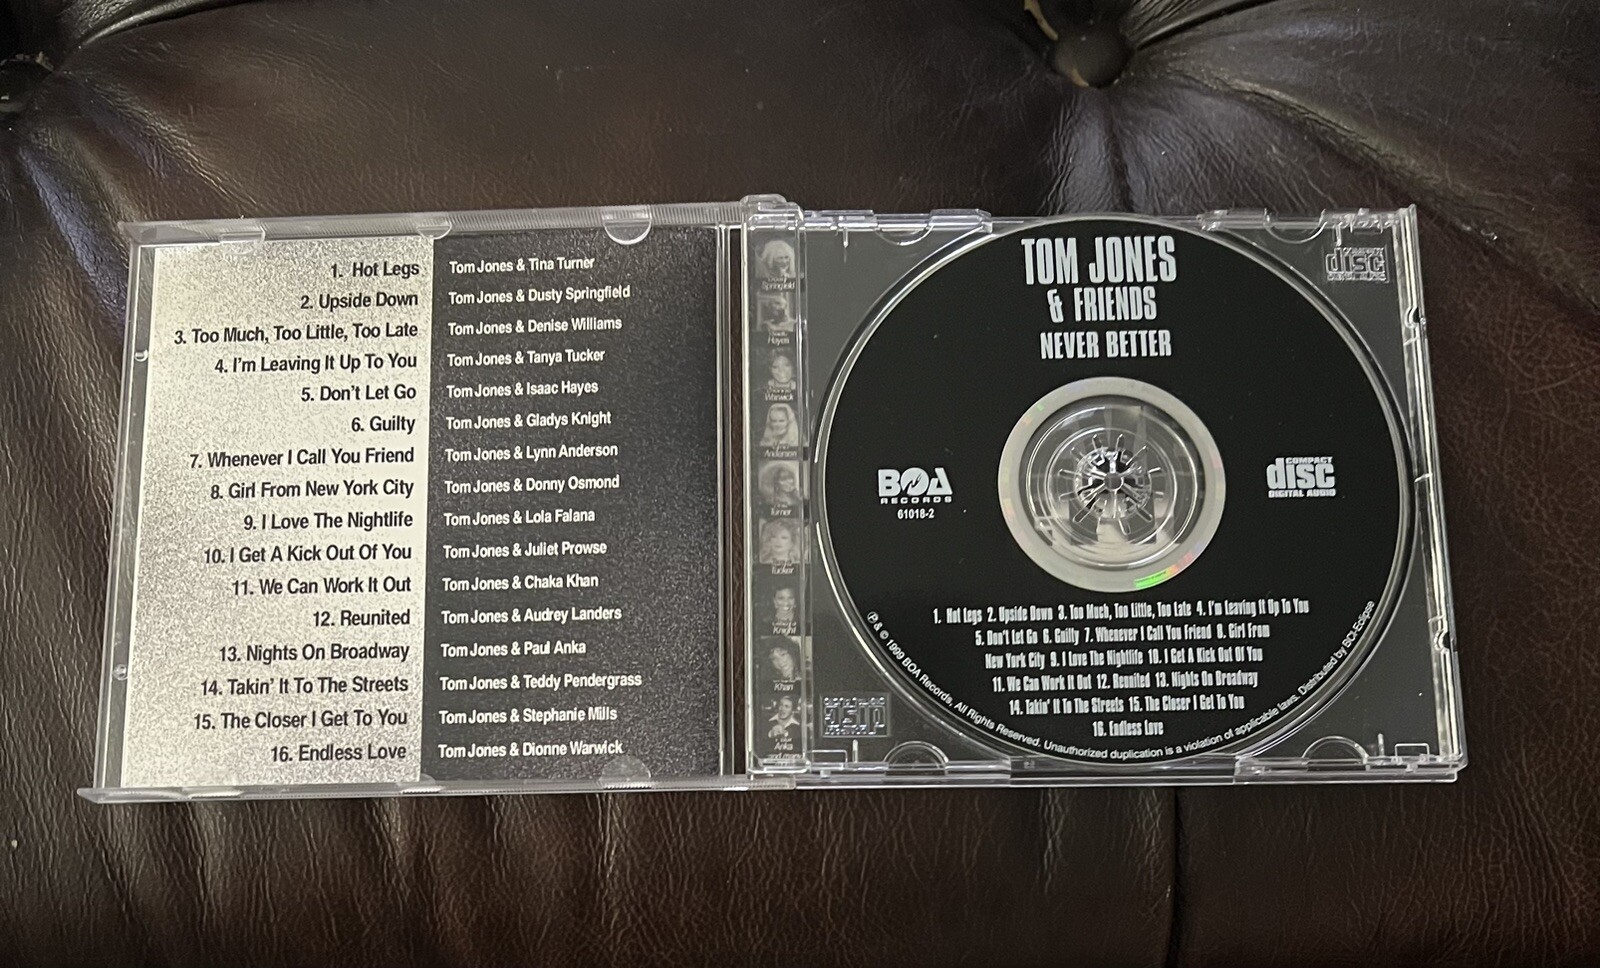 1. Hot Legs Tom Jones & Tina Turner
2. Upside Down Tom Jones & Dusty Springfield
3. Too Much, Too Little, Too Late Tom Jones & Denise Williams
4. I'm Leaving It Up To You Tom Jones & Tanya Tucker
5. Don't Let Go Tom Jones & Isaac Hayes
6. Guilty Tom Jones & Gladys Knight
7. Whenever I Call You Friend Tom Jones & Lynn Anderson
8. Girl From New York City Tom Jones & Donny Osmond
9. I Love The Nightlife Tom Jones & Lola Falana
10. I Get A Kick Out Of You Tom Jones & Juliet Prowse
11. We Can Work It Out Tom Jones & Chaka Khan
12. Reunited Tom Jones & Audrey Landers
13. Nights On Broadway Tom Jones & Paul Anka
14. Takin' It To The Streets Tom Jones & Teddy Pendergrass
15. The Closer I Get To You Tom Jones & Stephanie Mills
16. Endless Love Tom Jones & Dionne Warwick
Springfield
Hayes
Warwick
Anderson
Turner
Tucker
Knight
Khan
Anka
TOM JONES
& FRIENDS
NEVER BETTER
BOA
RECORDS
61018-2
COMPACT
disc
DIGITAL AUDIO
1. Hot Legs 2. Upside Down 3. Too Much, Too Little, Too Late 4. I'm Leaving It Up To You
5. Don't Let Go 6. Guilty 7. Whenever I Call You Friend 8. Girl From
New York City 9. I Love The Nightlife 10. I Get A Kick Out Of You
11. We Can Work It Out 12. Reunited 13. Nights On Broadway
14. Takin' It To The Streets 15. The Closer I Get To You
16. Endless Love
℗ & © 1999 BOA Records, All Rights Reserved. Unauthorized duplication is a violation of applicable laws. Distributed by SCI-Eclipse
disc